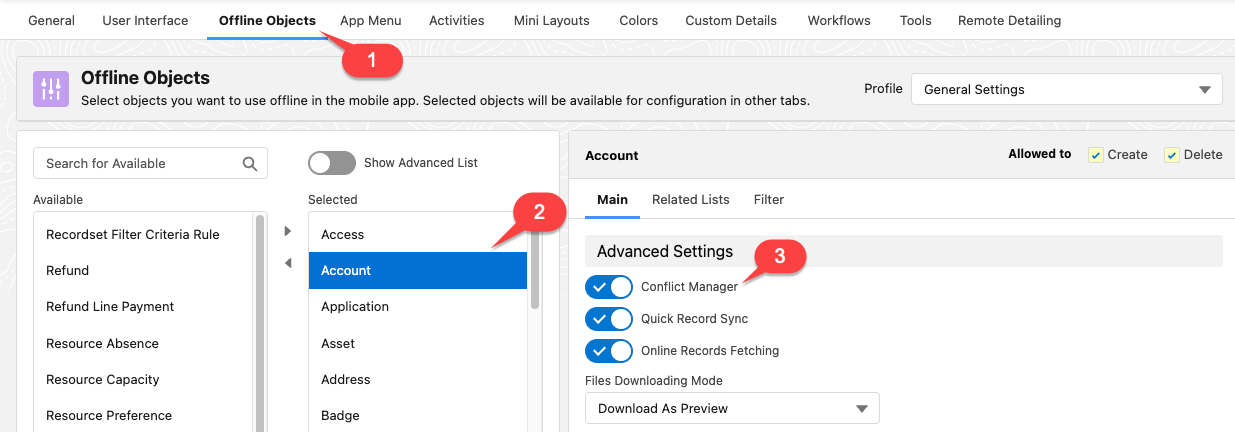 General User Interface Offline Objects App Menu Activities Mini Layouts Colors Custom Details Workflows Tools Remote Detailing
1
Offline Objects
Select objects you want to use offline in the mobile app. Selected objects will be available for configuration in other tabs.
Profile General Settings
Search for Available
Show Advanced List
Available
Recordset Filter Criteria Rule
Refund
Refund Line Payment
Resource Absence
Resource Capacity
Resource Preference
Selected
2
Access
Account
Application
Asset
Address
Badge
Account
Allowed to Create Delete
Main Related Lists Filter
Advanced Settings
3
Conflict Manager
Quick Record Sync
Online Records Fetching
Files Downloading Mode
Download As Preview